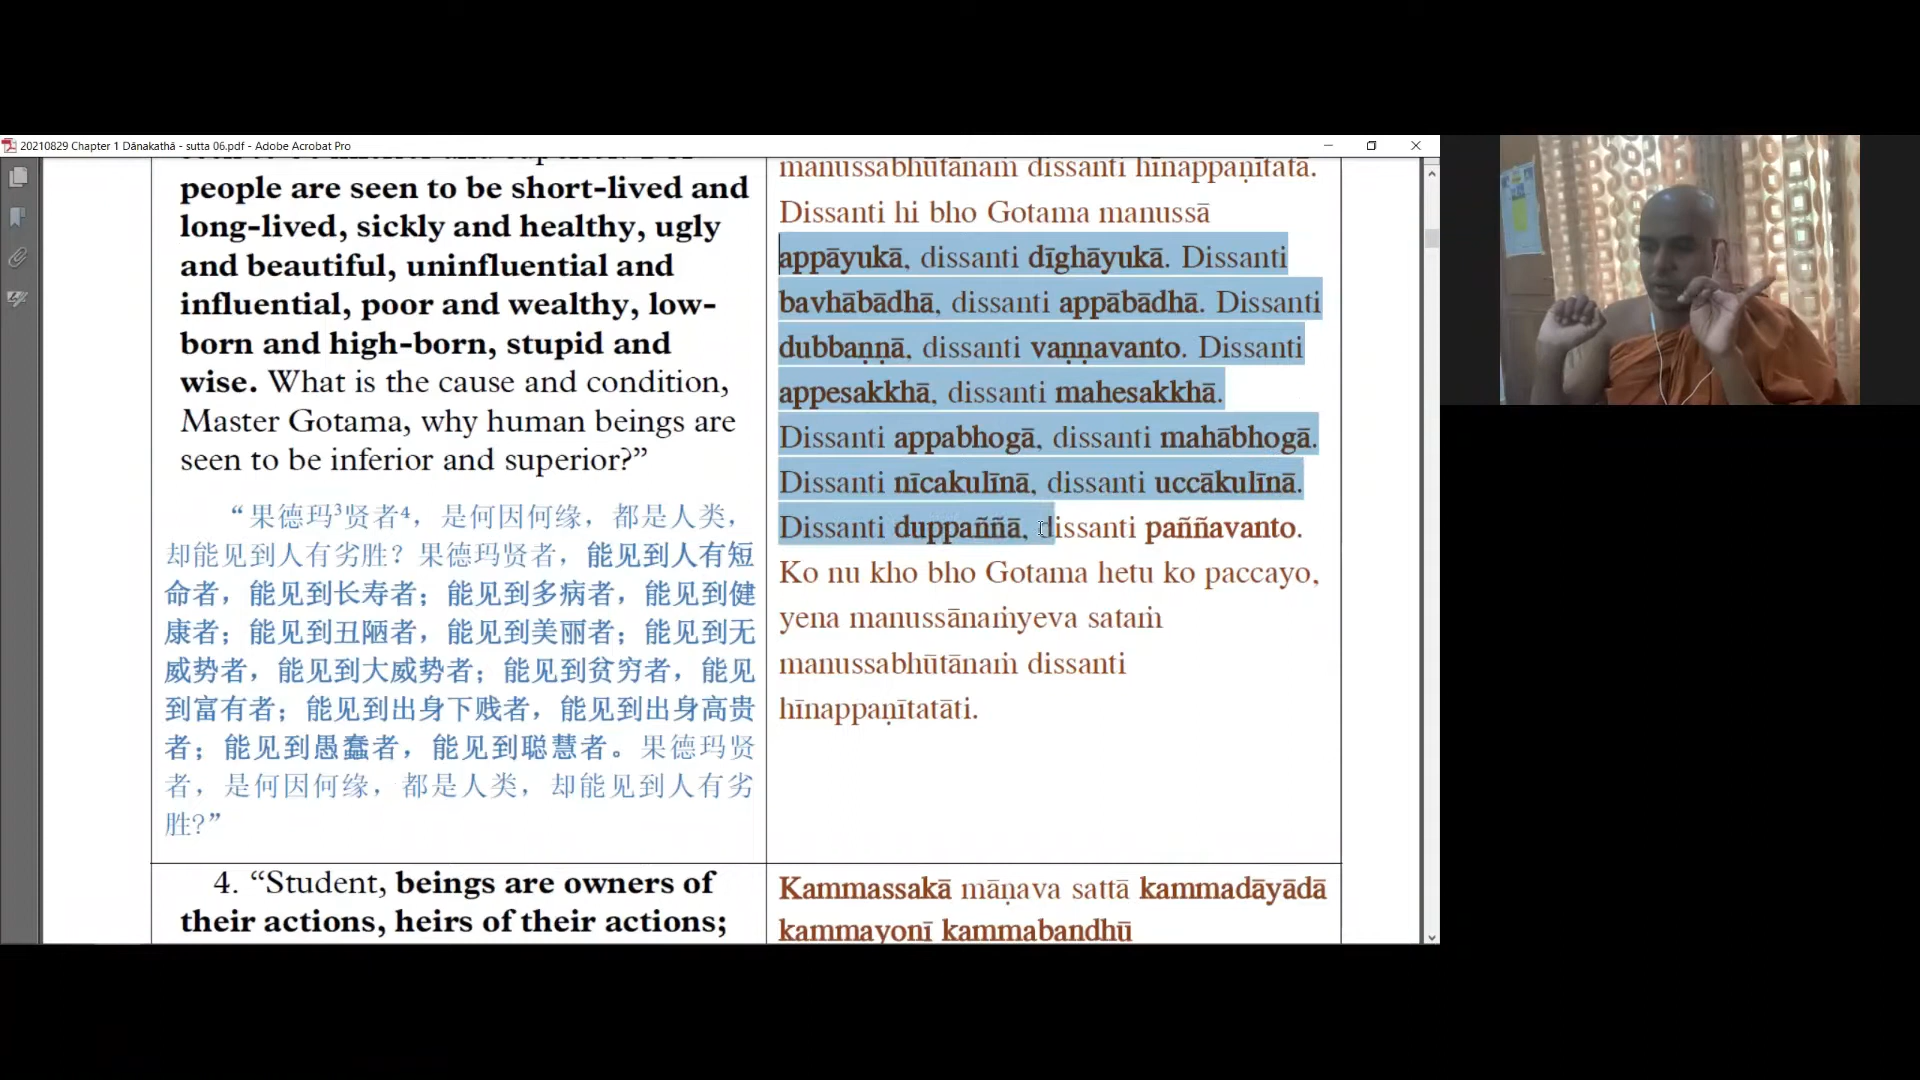 20210829 Chapter 1 Dānakathā - sutta 06.pdf - Adobe Acrobat Pro
people are seen to be short-lived and
long-lived, sickly and healthy, ugly
and beautiful, uninfluential and
influential, poor and wealthy, low-
born and high-born, stupid and
wise. What is the cause and condition,
Master Gotama, why human beings are
seen to be inferior and superior?”
“果德玛3贤者4，是何因何缘，都是人类，
却能见到人有劣胜？果德玛贤者，能见到人有短
命者，能见到长寿者；能见到多病者，能见到健
康者；能见到丑陋者，能见到美丽者；能见到无
威势者，能见到大威势者；能见到贫穷者，能见
到富有者；能见到出身下贱者，能见到出身高贵
者；能见到愚蠢者，能见到聪慧者。果德玛贤
者，是何因何缘，都是人类，却能见到人有劣
胜?”
4. “Student, beings are owners of
their actions, heirs of their actions;
manussabhūtānaṁ dissanti hīnappaṇītatā.
Dissanti hi bho Gotama manussā
appāyukā, dissanti dīghāyukā. Dissanti
bavhābādhā, dissanti appābādhā. Dissanti
dubbaṇṇā, dissanti vaṇṇavanto. Dissanti
appesakkhā, dissanti mahesakkhā.
Dissanti appabhogā, dissanti mahābhogā.
Dissanti nīcakulīnā, dissanti uccākulīnā.
Dissanti duppaññā, dissanti paññavanto.
Ko nu kho bho Gotama hetu ko paccayo,
yena manussānaṁyeva sataṁ
manussabhūtānaṁ dissanti
hīnappaṇītatāti.
Kammassakā māṇava sattā kammadāyādā
kammayonī kammabandhū